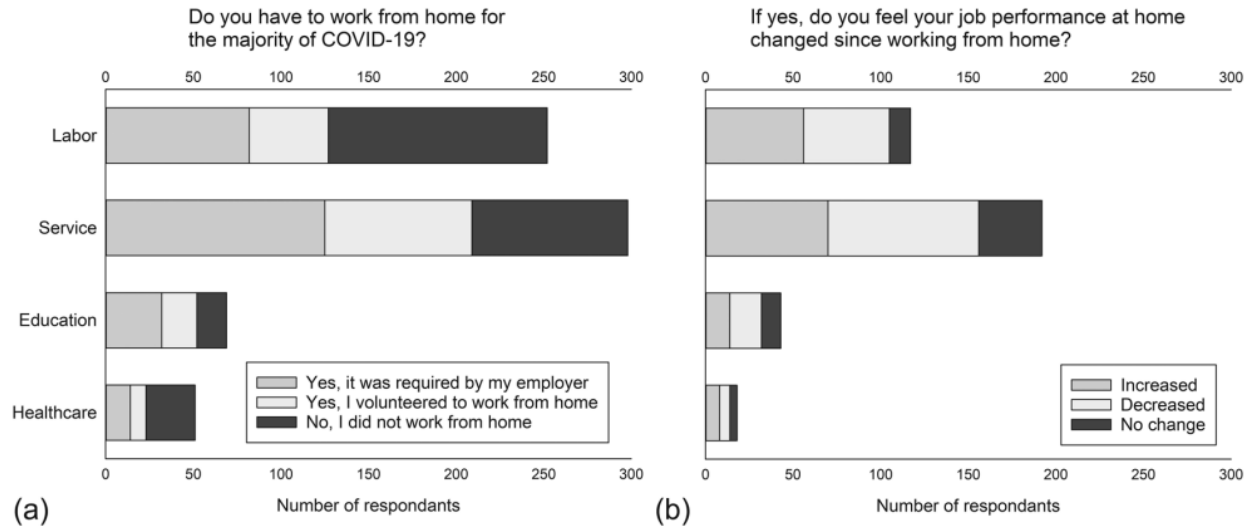 Do you have to work from home for
the majority of COVID-19?
0 50 100 150 200 250 300
Labor
Service
Education
Healthcare
Yes, it was required by my employer
Yes, I volunteered to work from home
No, I did not work from home
0 50 100 150 200 250 300
(a)
Number of respondants
If yes, do you feel your job performance at home
changed since working from home?
0 50 100 150 200 250 300
Increased
Decreased
No change
0 50 100 150 200 250 300
(b)
Number of respondants